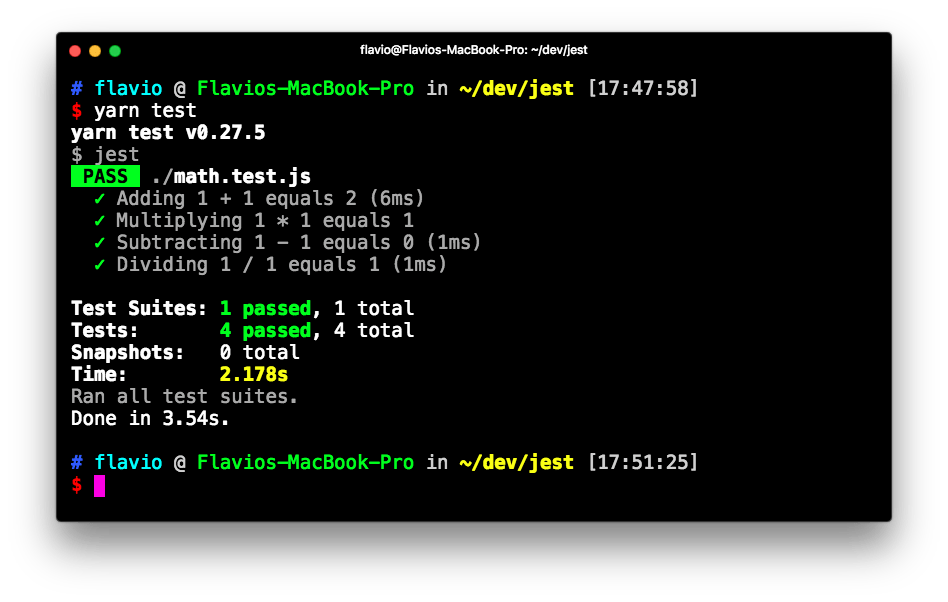 flavio@Flavios-MacBook-Pro: ~/dev/jest
# flavio @ Flavios-MacBook-Pro in ~/dev/jest [17:47:58]
$ yarn test
yarn test v0.27.5
$ jest
PASS ./math.test.js
✓ Adding 1 + 1 equals 2 (6ms)
✓ Multiplying 1 * 1 equals 1
✓ Subtracting 1 - 1 equals 0 (1ms)
✓ Dividing 1 / 1 equals 1 (1ms)
Test Suites: 1 passed, 1 total
Tests: 4 passed, 4 total
Snapshots: 0 total
Time: 2.178s
Ran all test suites.
Done in 3.54s.
# flavio @ Flavios-MacBook-Pro in ~/dev/jest [17:51:25]
$